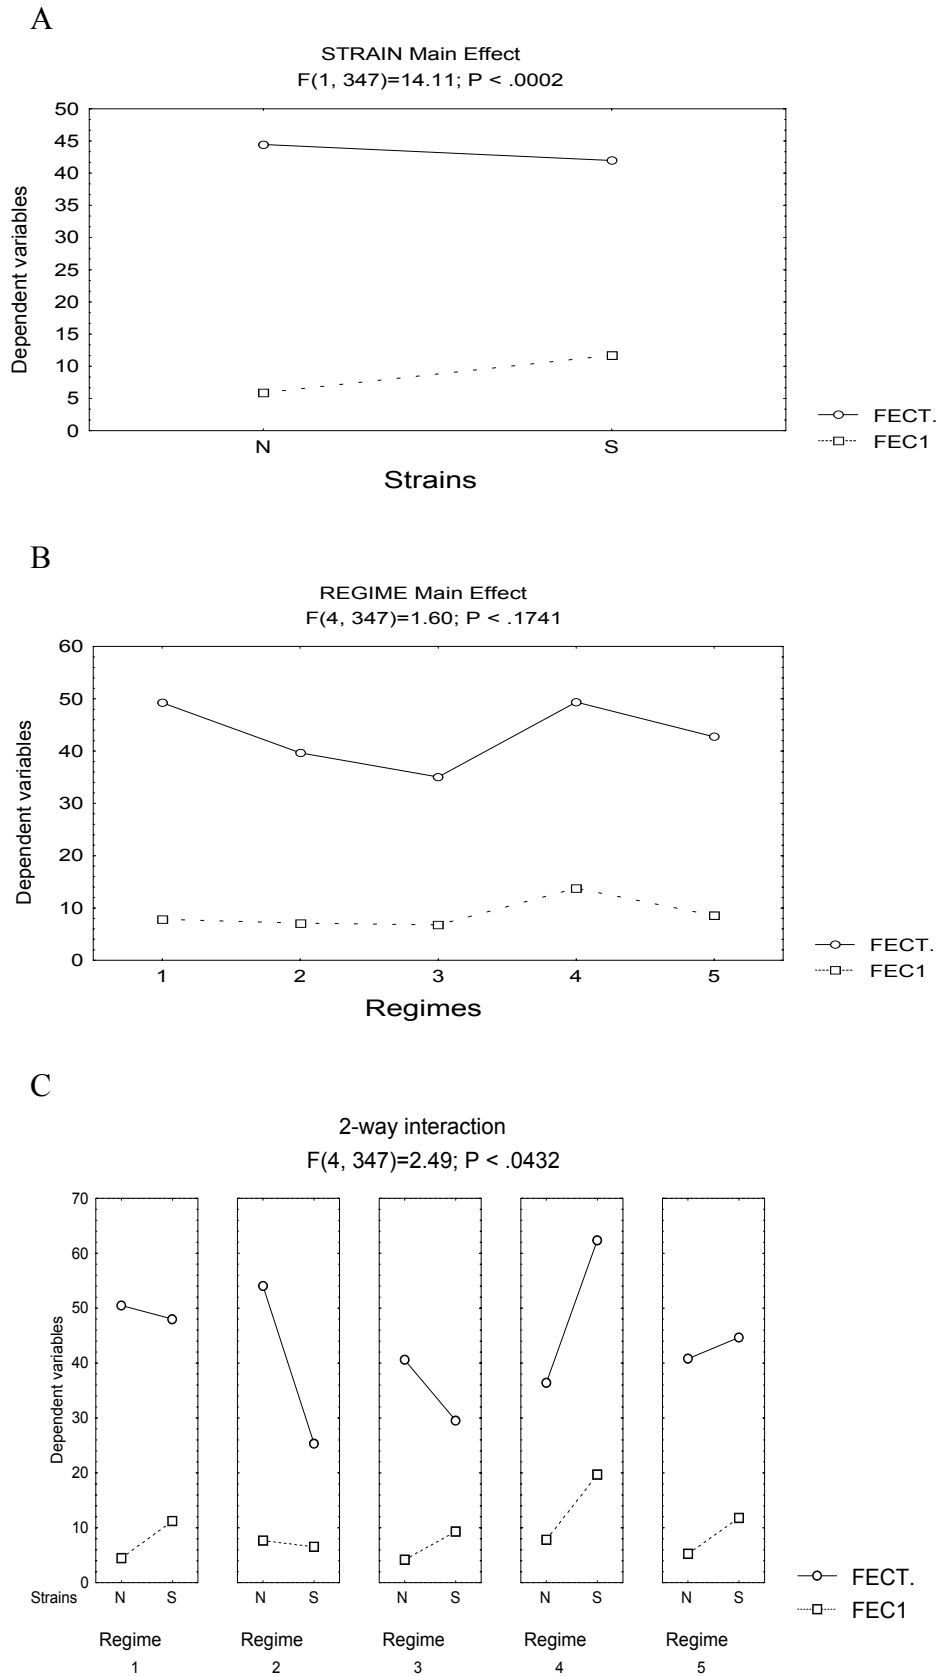 A
STRAIN Main Effect
F(1, 347)=14.11; P < .0002
50
45
40
35
30
25
20
15
10
5
0
Dependent variables
N S
Strains
FECT.
FEC1
B
REGIME Main Effect
F(4, 347)=1.60; P < .1741
60
50
40
30
20
10
0
Dependent variables
1 2 3 4 5
Regimes
FECT.
FEC1
C
2-way interaction
F(4, 347)=2.49; P < .0432
70
60
50
40
30
20
10
0
Dependent variables
Strains N S N S N S N S N S
Regime Regime Regime Regime Regime
1 2 3 4 5
FECT.
FEC1